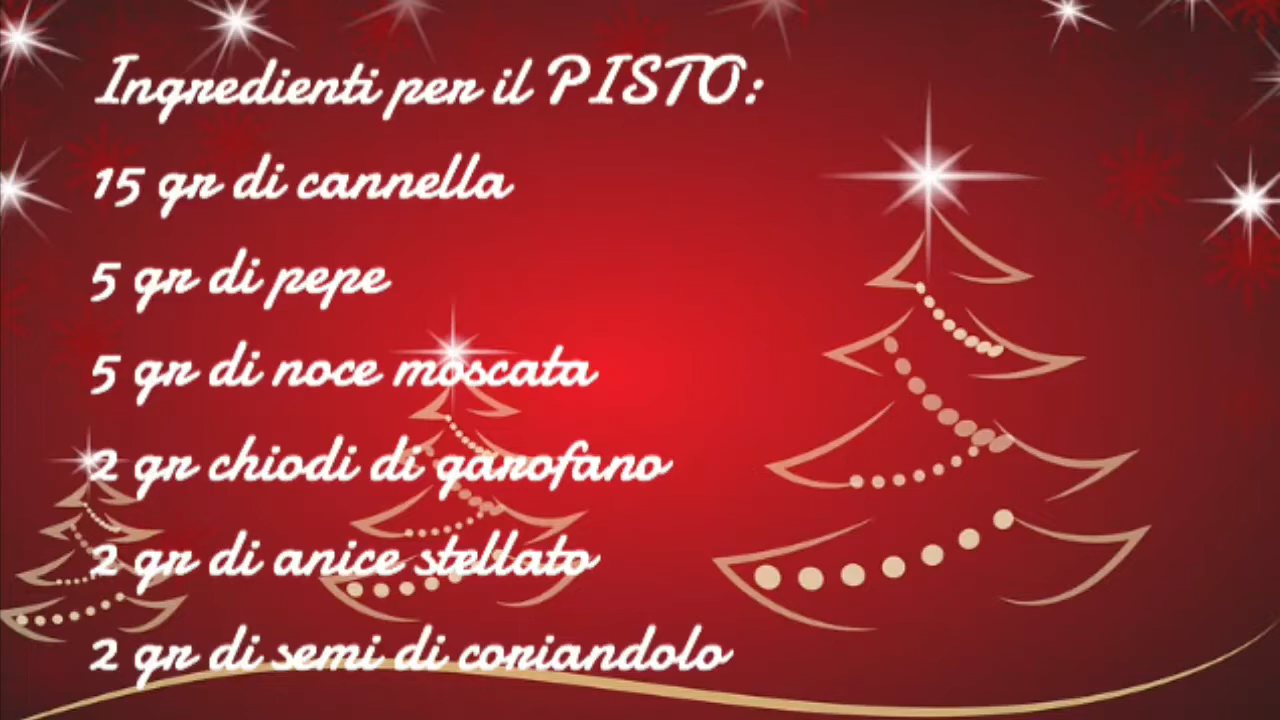 Ingredienti per il PISTO:
15 gr di cannella
5 gr di pepe
5 gr di noce moscata
2 gr chiodi di garofano
2 gr di anice stellato
2 gr di semi di coriandolo